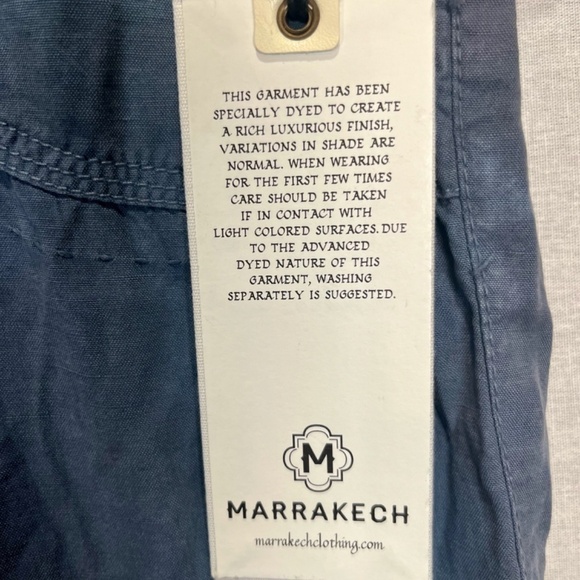 THIS GARMENT HAS BEEN
SPECIALLY DYED TO CREATE
A RICH LUXURIOUS FINISH,
VARIATIONS IN SHADE ARE
NORMAL. WHEN WEARING
FOR THE FIRST FEW TIMES
CARE SHOULD BE TAKEN
IF IN CONTACT WITH
LIGHT COLORED SURFACES. DUE
TO THE ADVANCED
DYED NATURE OF THIS
GARMENT, WASHING
SEPARATELY IS SUGGESTED.
M
MARRAKECH
marrakechclothing.com